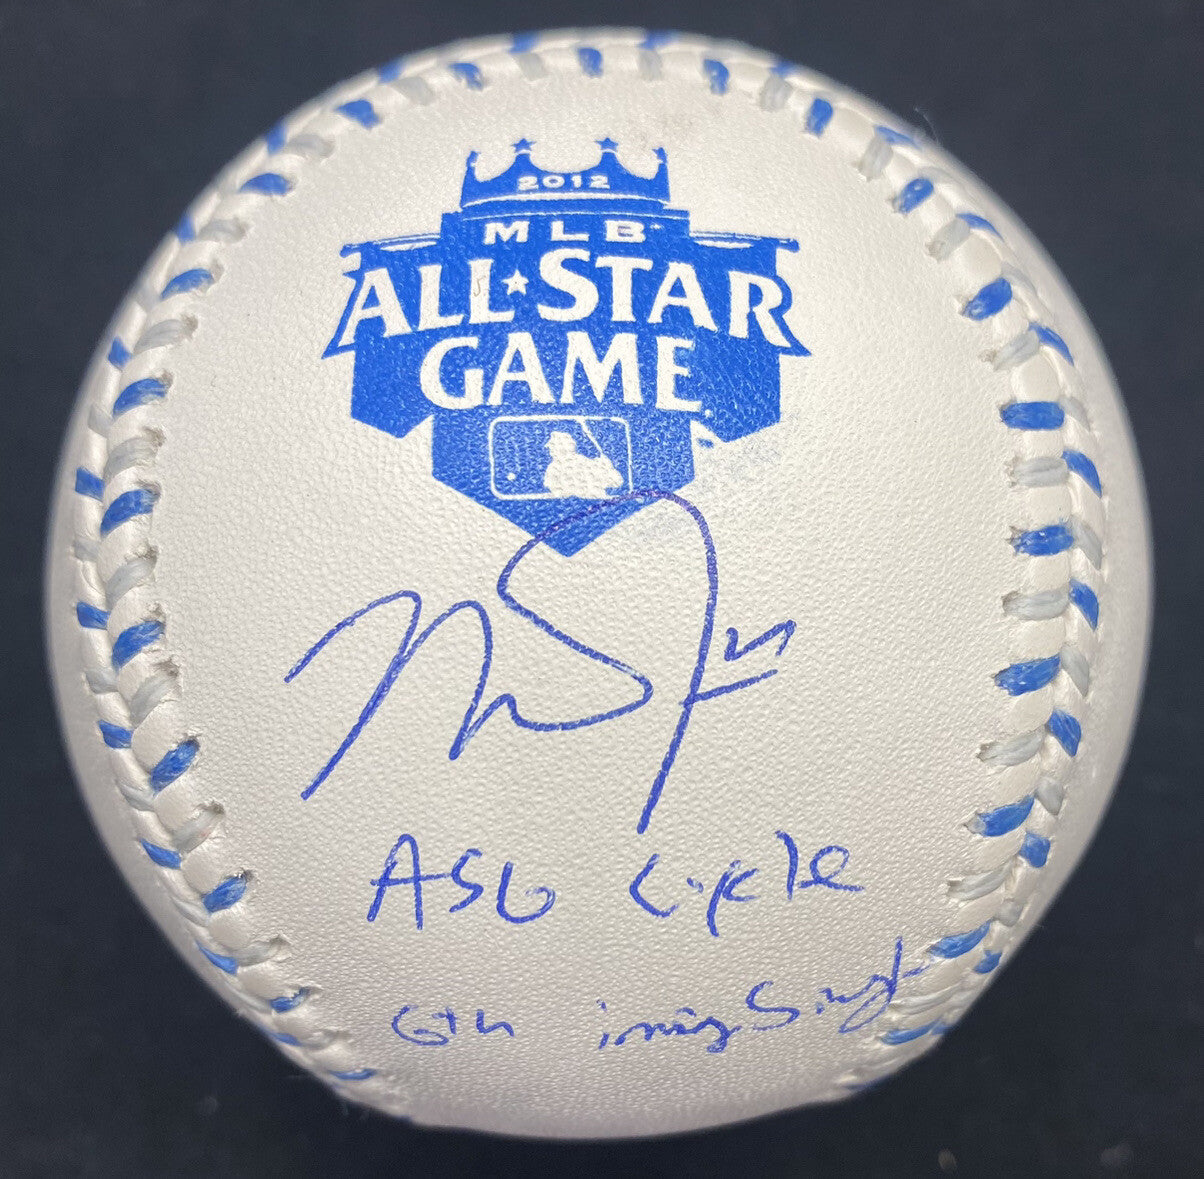 2012
MLB
ALL★STAR
GAME
ASG Cycle
6th inning Single